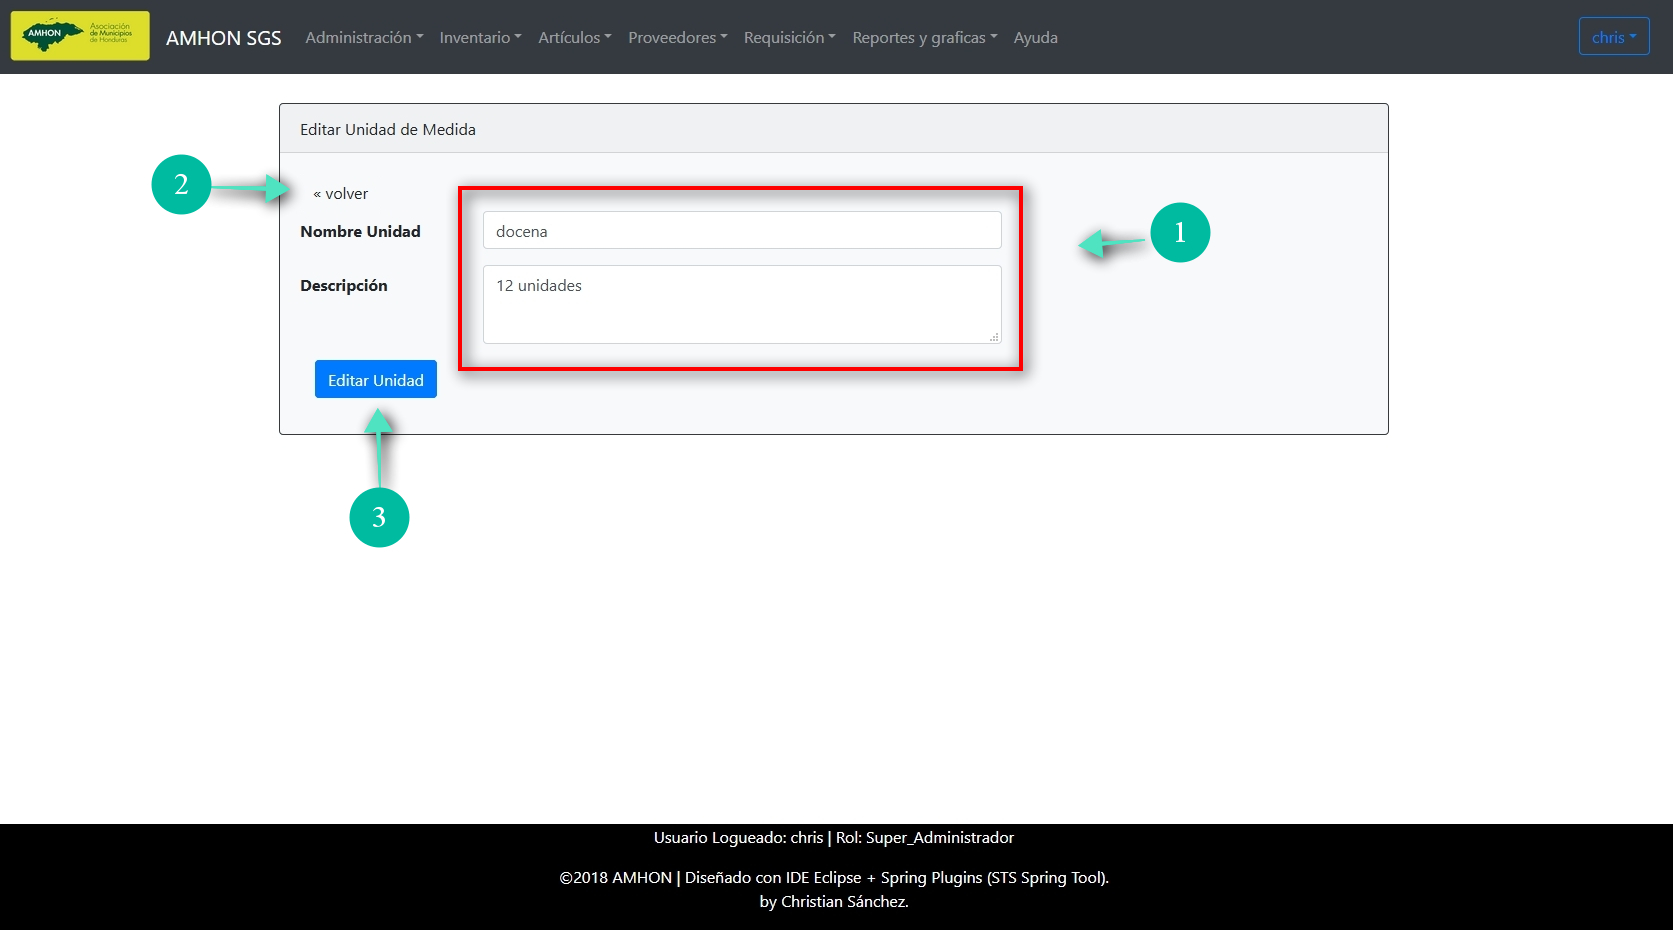 AMHON
Asociación
de Municipios
de Honduras
AMHON SGS Administración Inventario Artículos Proveedores Requisición Reportes y graficas Ayuda chris
Editar Unidad de Medida
2
« volver
1
Nombre Unidad docena
Descripción 12 unidades
Editar Unidad
3
Usuario Logueado: chris | Rol: Super_Administrador
©2018 AMHON | Diseñado con IDE Eclipse + Spring Plugins (STS Spring Tool).
by Christian Sánchez.